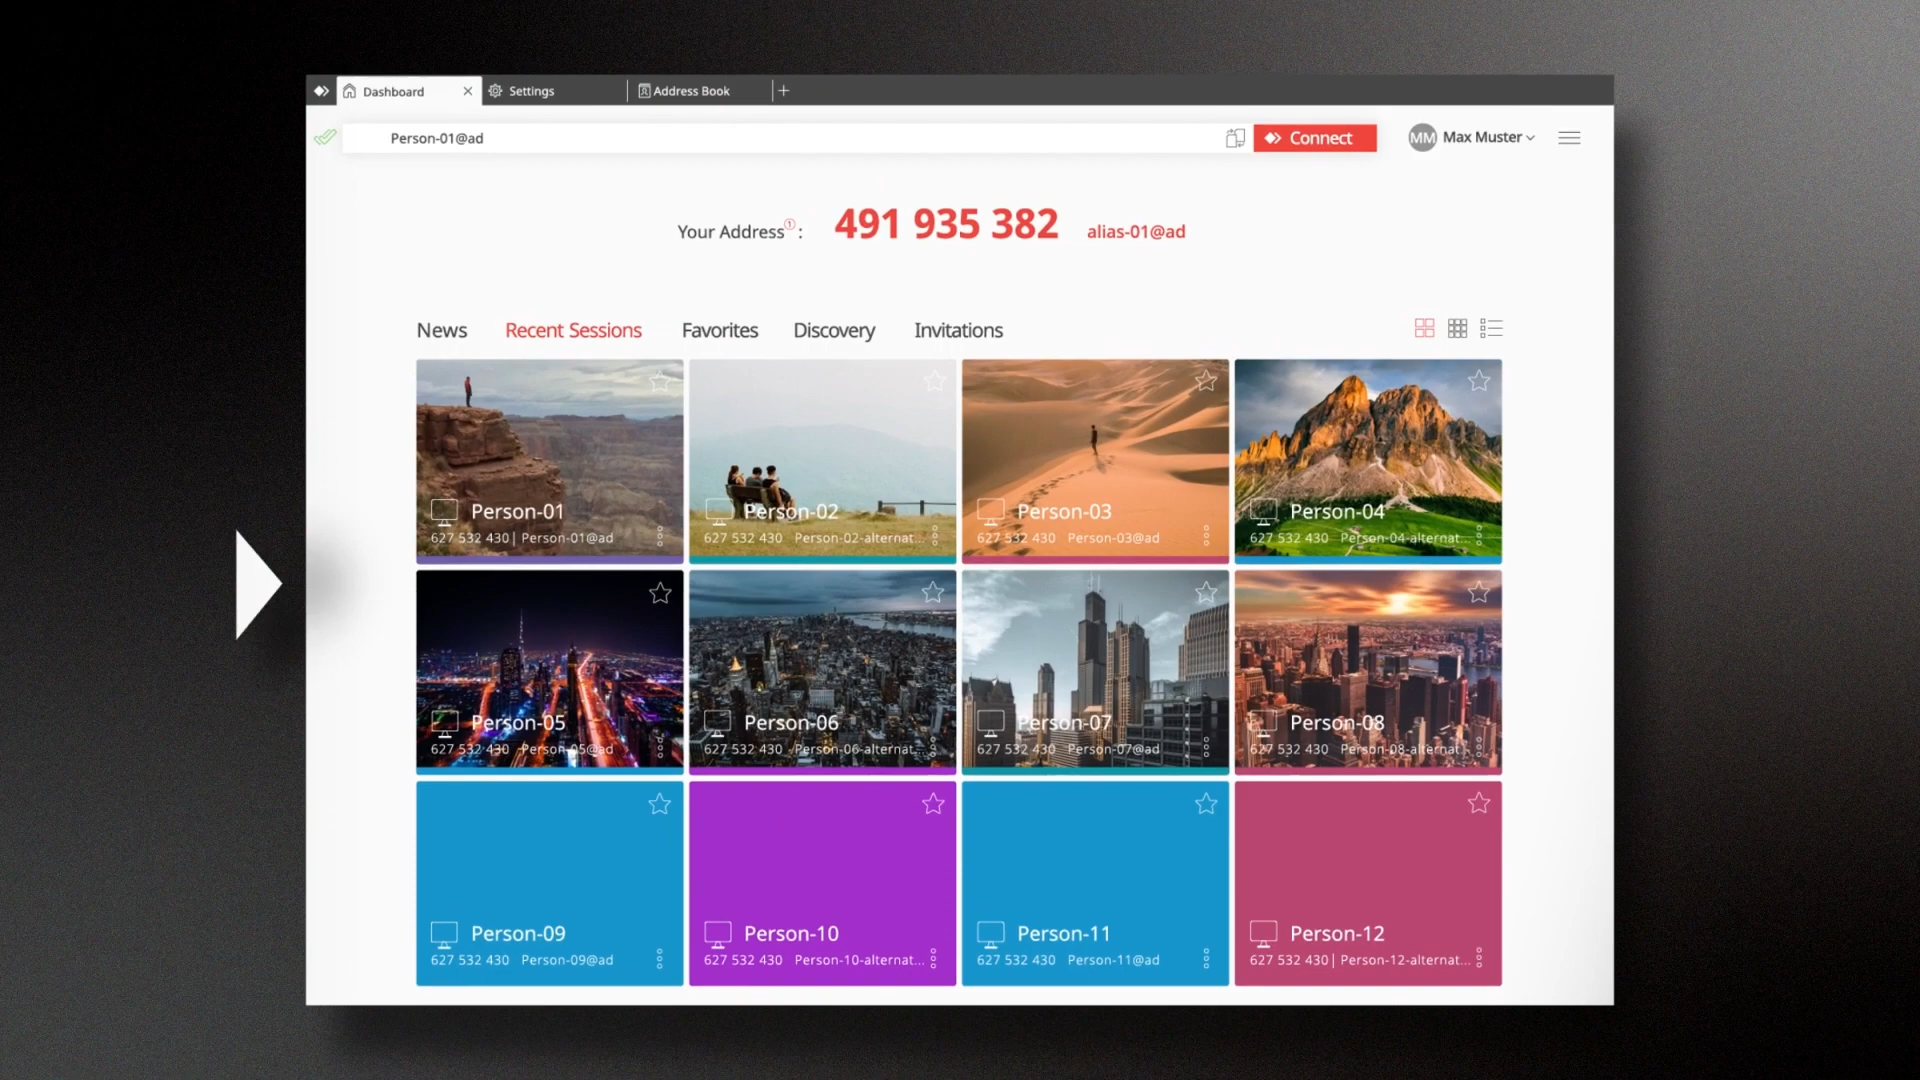 Dashboard Settings Address Book
Person-01@ad Connect MM Max Muster
Your Address①: 491 935 382 alias-01@ad
News Recent Sessions Favorites Discovery Invitations
Person-01 Person-02 Person-03 Person-04
627 532 430| Person-01@ad 627 532 430 Person-02-alternat... 627 532 430 Person-03@ad 627 532 430 Person-04-alternat...
Person-05 Person-06 Person-07 Person-08
627 532 430 Person-05@ad 627 532 430 Person-06-alternat... 627 532 430 Person-07@ad 627 532 430 Person-08-alternat...
Person-09 Person-10 Person-11 Person-12
627 532 430 Person-09@ad 627 532 430 Person-10-alternat... 627 532 430 Person-11@ad 627 532 430| Person-12-alternat...